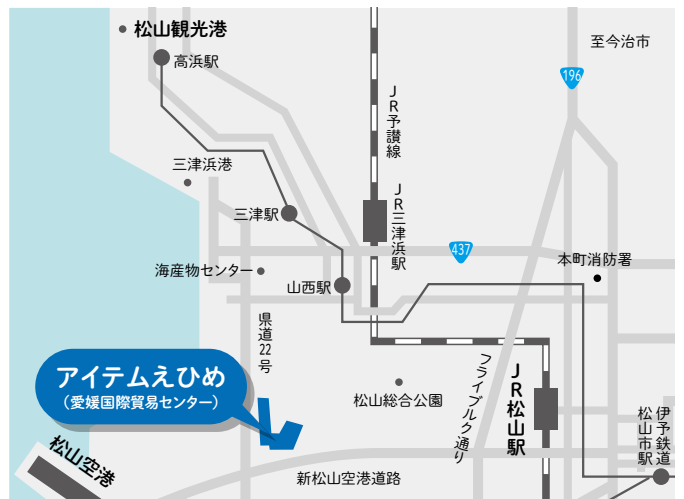 松山観光港
高浜駅
至今治市
196
JR予讃線
三津浜港
三津駅
JR三津浜駅
437
本町消防署
海産物センター
山西駅
県道22号
アイテムえひめ
(愛媛国際貿易センター)
松山総合公園
フライブルク通り
JR松山駅
伊予鉄道
松山市駅
松山空港
新松山空港道路